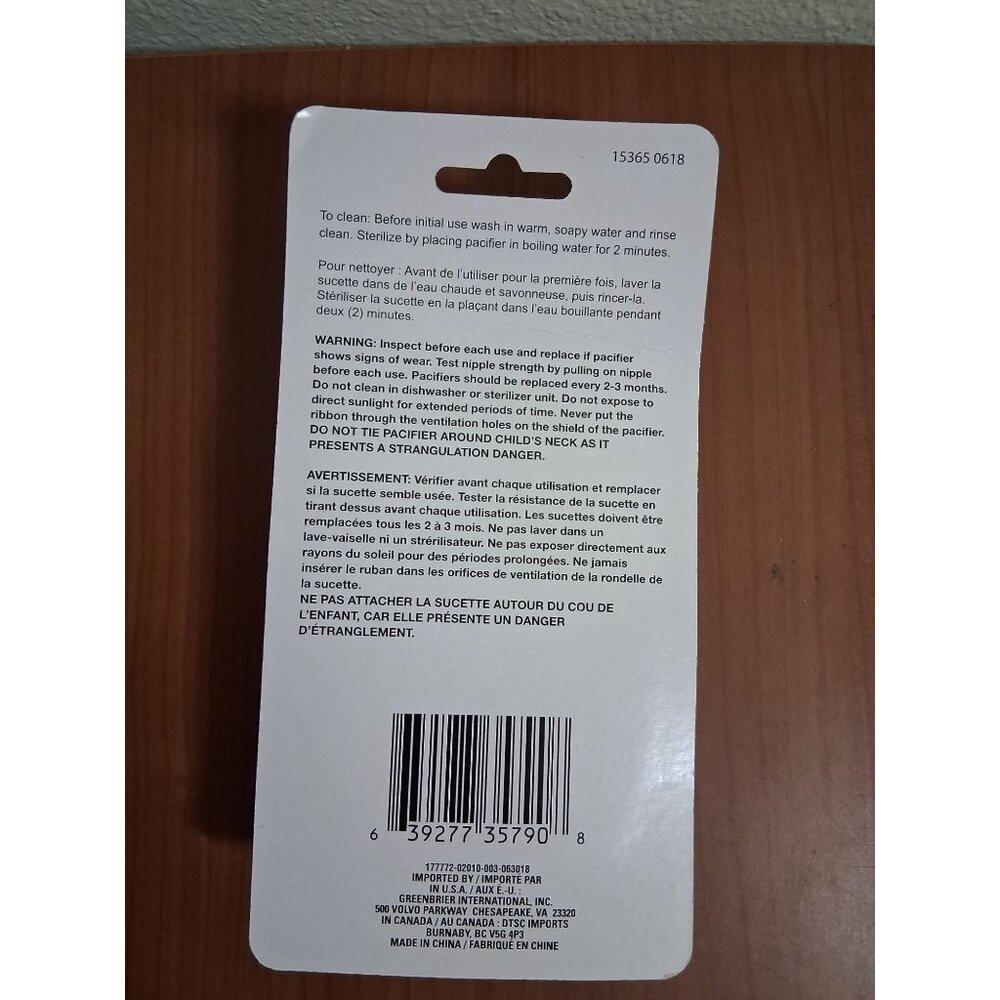 15365 0618
To clean: Before initial use wash in warm, soapy water and rinse
clean. Sterilize by placing pacifier in boiling water for 2 minutes.
Pour nettoyer : Avant de l'utiliser pour la première fois, laver la
sucette dans de l'eau chaude et savonneuse, puis rincer-la.
Stériliser la sucette en la plaçant dans l'eau bouillante pendant
deux (2) minutes.
WARNING: Inspect before each use and replace if pacifier
shows signs of wear. Test nipple strength by pulling on nipple
before each use. Pacifiers should be replaced every 2-3 months.
Do not clean in dishwasher or sterilizer unit. Do not expose to
direct sunlight for extended periods of time. Never put the
ribbon through the ventilation holes on the shield of the pacifier.
DO NOT TIE PACIFIER AROUND CHILD'S NECK AS IT
PRESENTS A STRANGULATION DANGER.
AVERTISSEMENT: Vérifier avant chaque utilisation et remplacer
si la sucette semble usée. Tester la résistance de la sucette en
tirant dessus avant chaque utilisation. Les sucettes doivent être
remplacées tous les 2 à 3 mois. Ne pas laver dans un
lave-vaiselle ni un strérilisateur. Ne pas exposer directement aux
rayons du soleil pour des périodes prolongées. Ne jamais
insérer le ruban dans les orifices de ventilation de la rondelle de
la sucette.
NE PAS ATTACHER LA SUCETTE AUTOUR DU COU DE
L'ENFANT, CAR ELLE PRÉSENTE UN DANGER
D'ÉTRANGLEMENT.
6 39277 35790 8
177772-02010-003-063018
IMPORTED BY / IMPORTÉ PAR
IN U.S.A. / AUX É.-U. :
GREENBRIER INTERNATIONAL, INC.
500 VOLVO PARKWAY CHESAPEAKE, VA 23320
IN CANADA / AU CANADA : DTSC IMPORTS
BURNABY, BC V5G 4P3
MADE IN CHINA / FABRIQUÉ EN CHINE